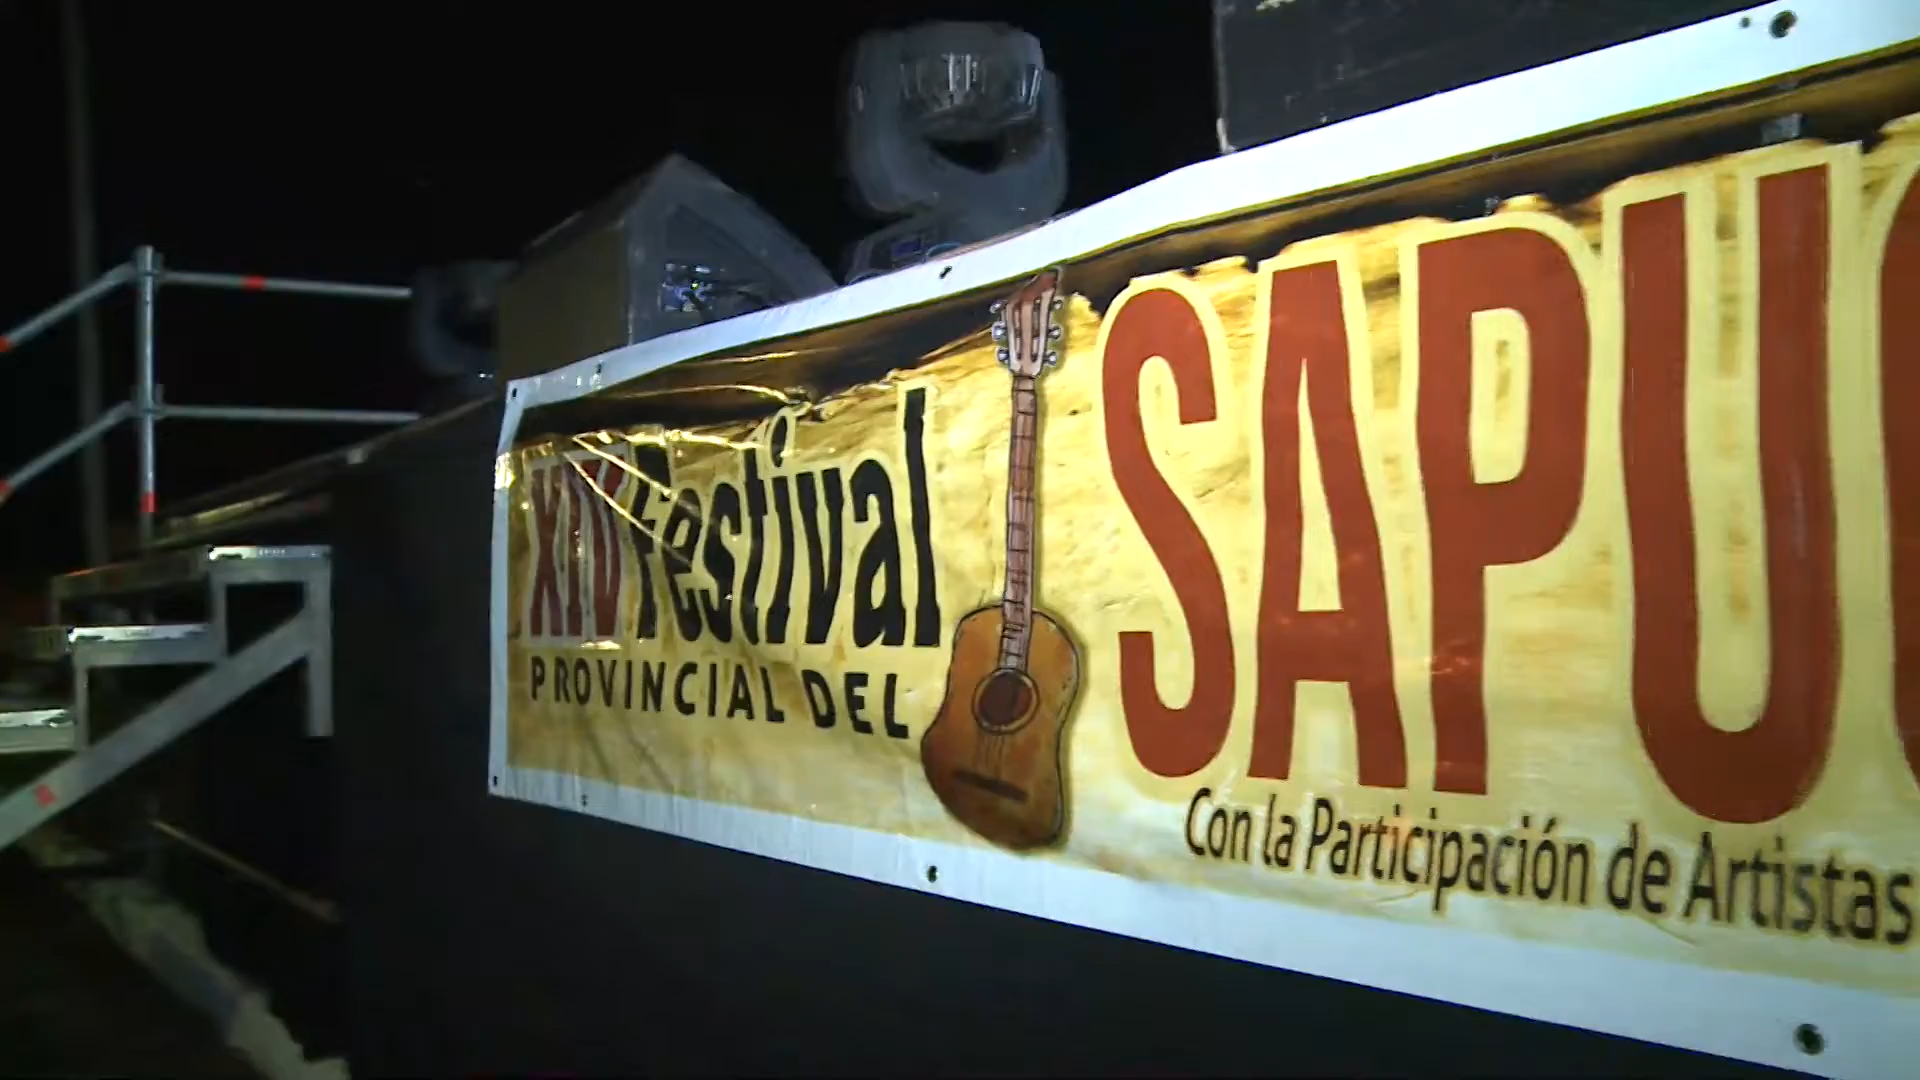 XIV Festival
PROVINCIAL DEL
SAPU
Con la Participación de Artistas